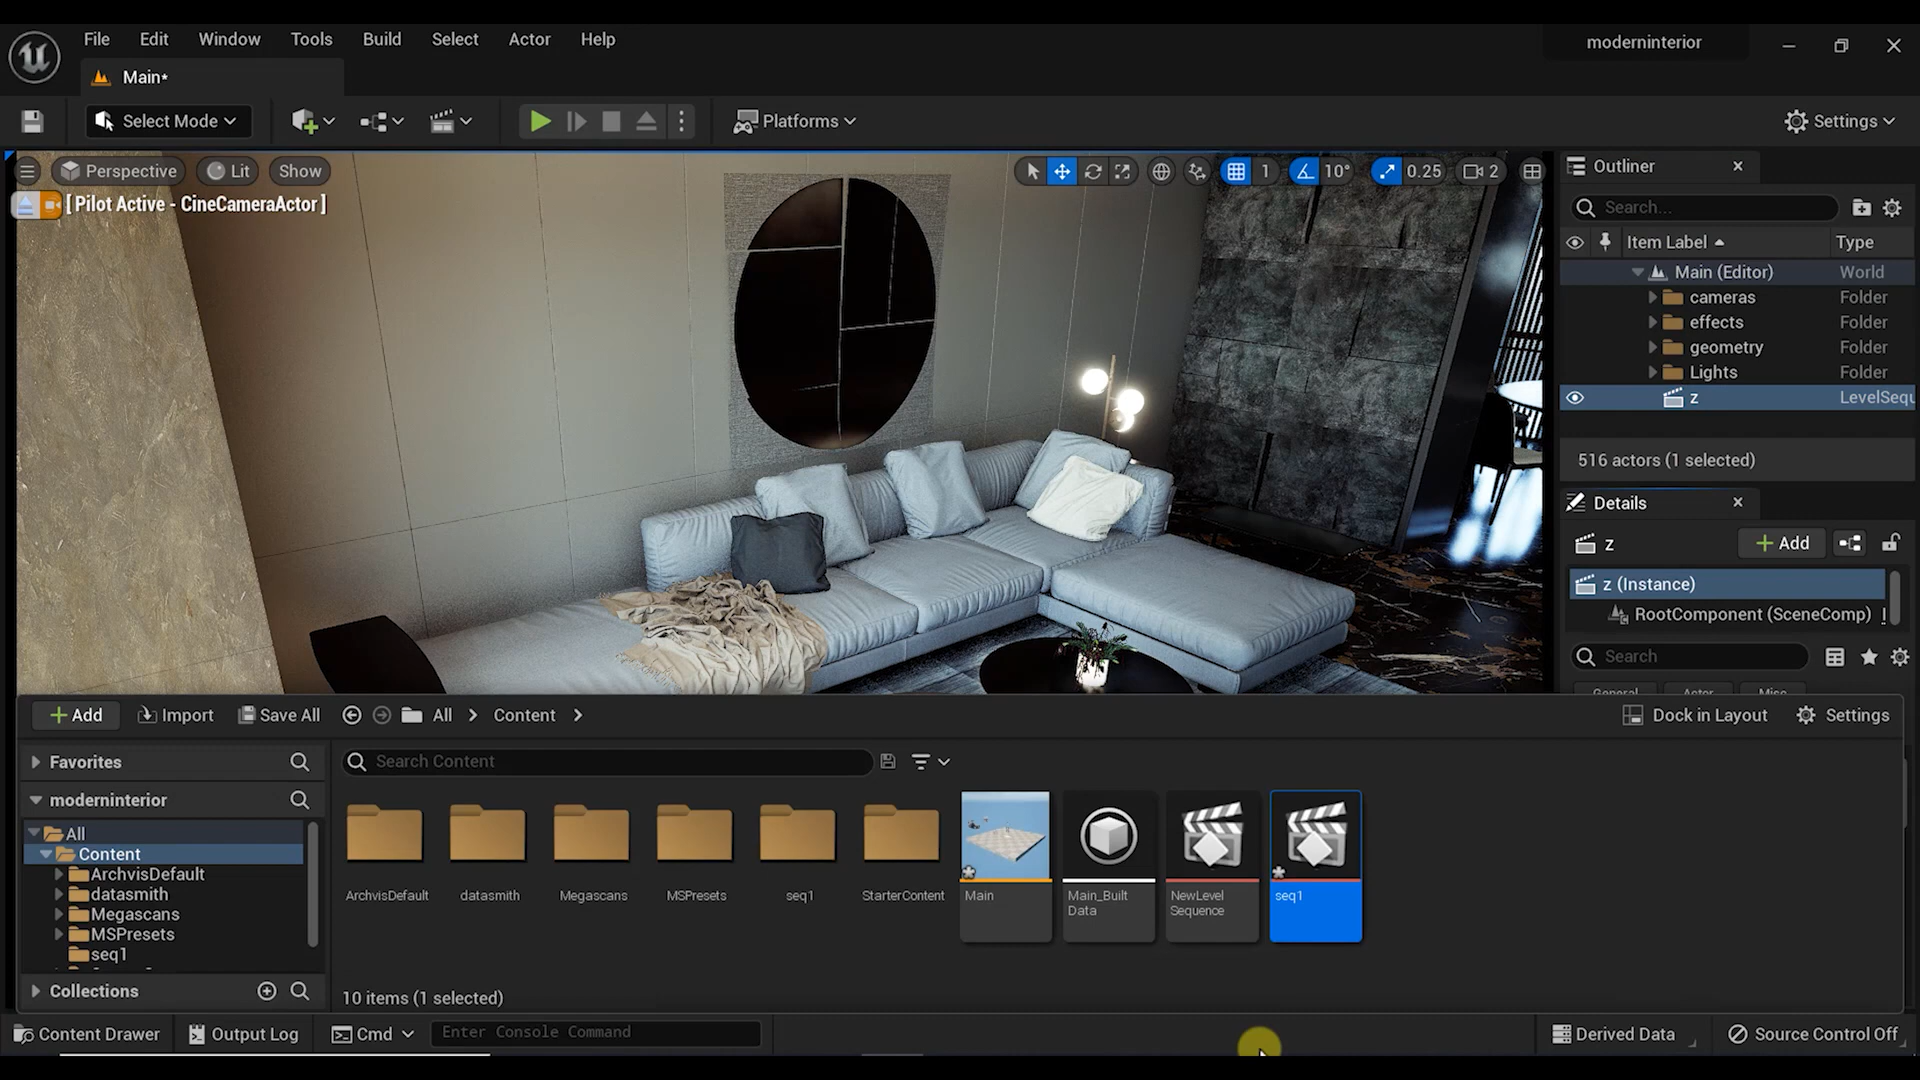 File Edit Window Tools Build Select Actor Help
moderninterior
Main*
Select Mode
Platforms
Settings
Perspective Lit Show
1 10° 0.25 2
[ Pilot Active - CineCameraActor ]
Outliner
Search...
Item Label Type
Main (Editor) World
cameras Folder
effects Folder
geometry Folder
Lights Folder
z LevelSequ
516 actors (1 selected)
Details
z Add
z (Instance)
RootComponent (SceneComp)
Search
General Actor Misc
Add Import Save All All Content
Dock in Layout Settings
Favorites
Search Content
moderninterior
All
Content
ArchvisDefault
datasmith
Megascans
MSPresets
seq1
Collections
ArchvisDefault
datasmith
Megascans
MSPresets
seq1
StarterContent
Main
Main_Built
Data
NewLevel
Sequence
seq1
10 items (1 selected)
Content Drawer Output Log Cmd Enter Console Command
Derived Data Source Control Off